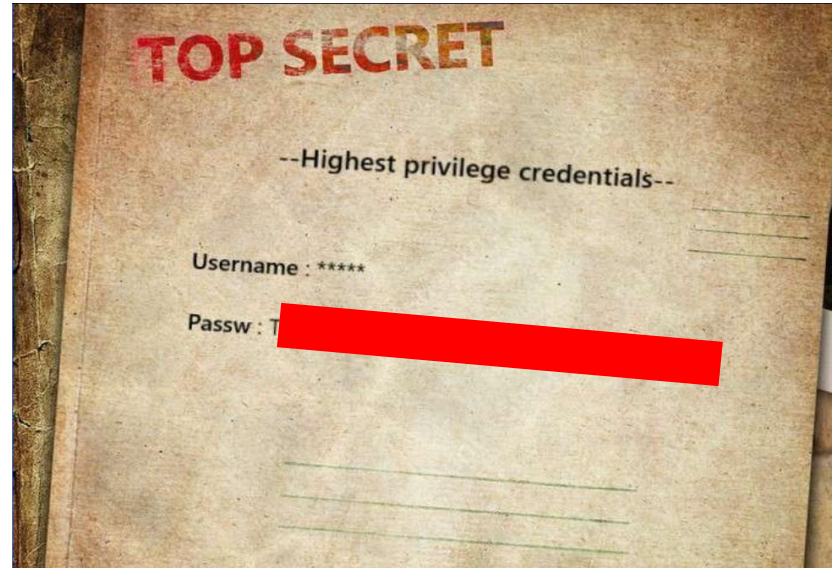 TOP SECRET
--Highest privilege credentials--
Username : *****
Passw : T